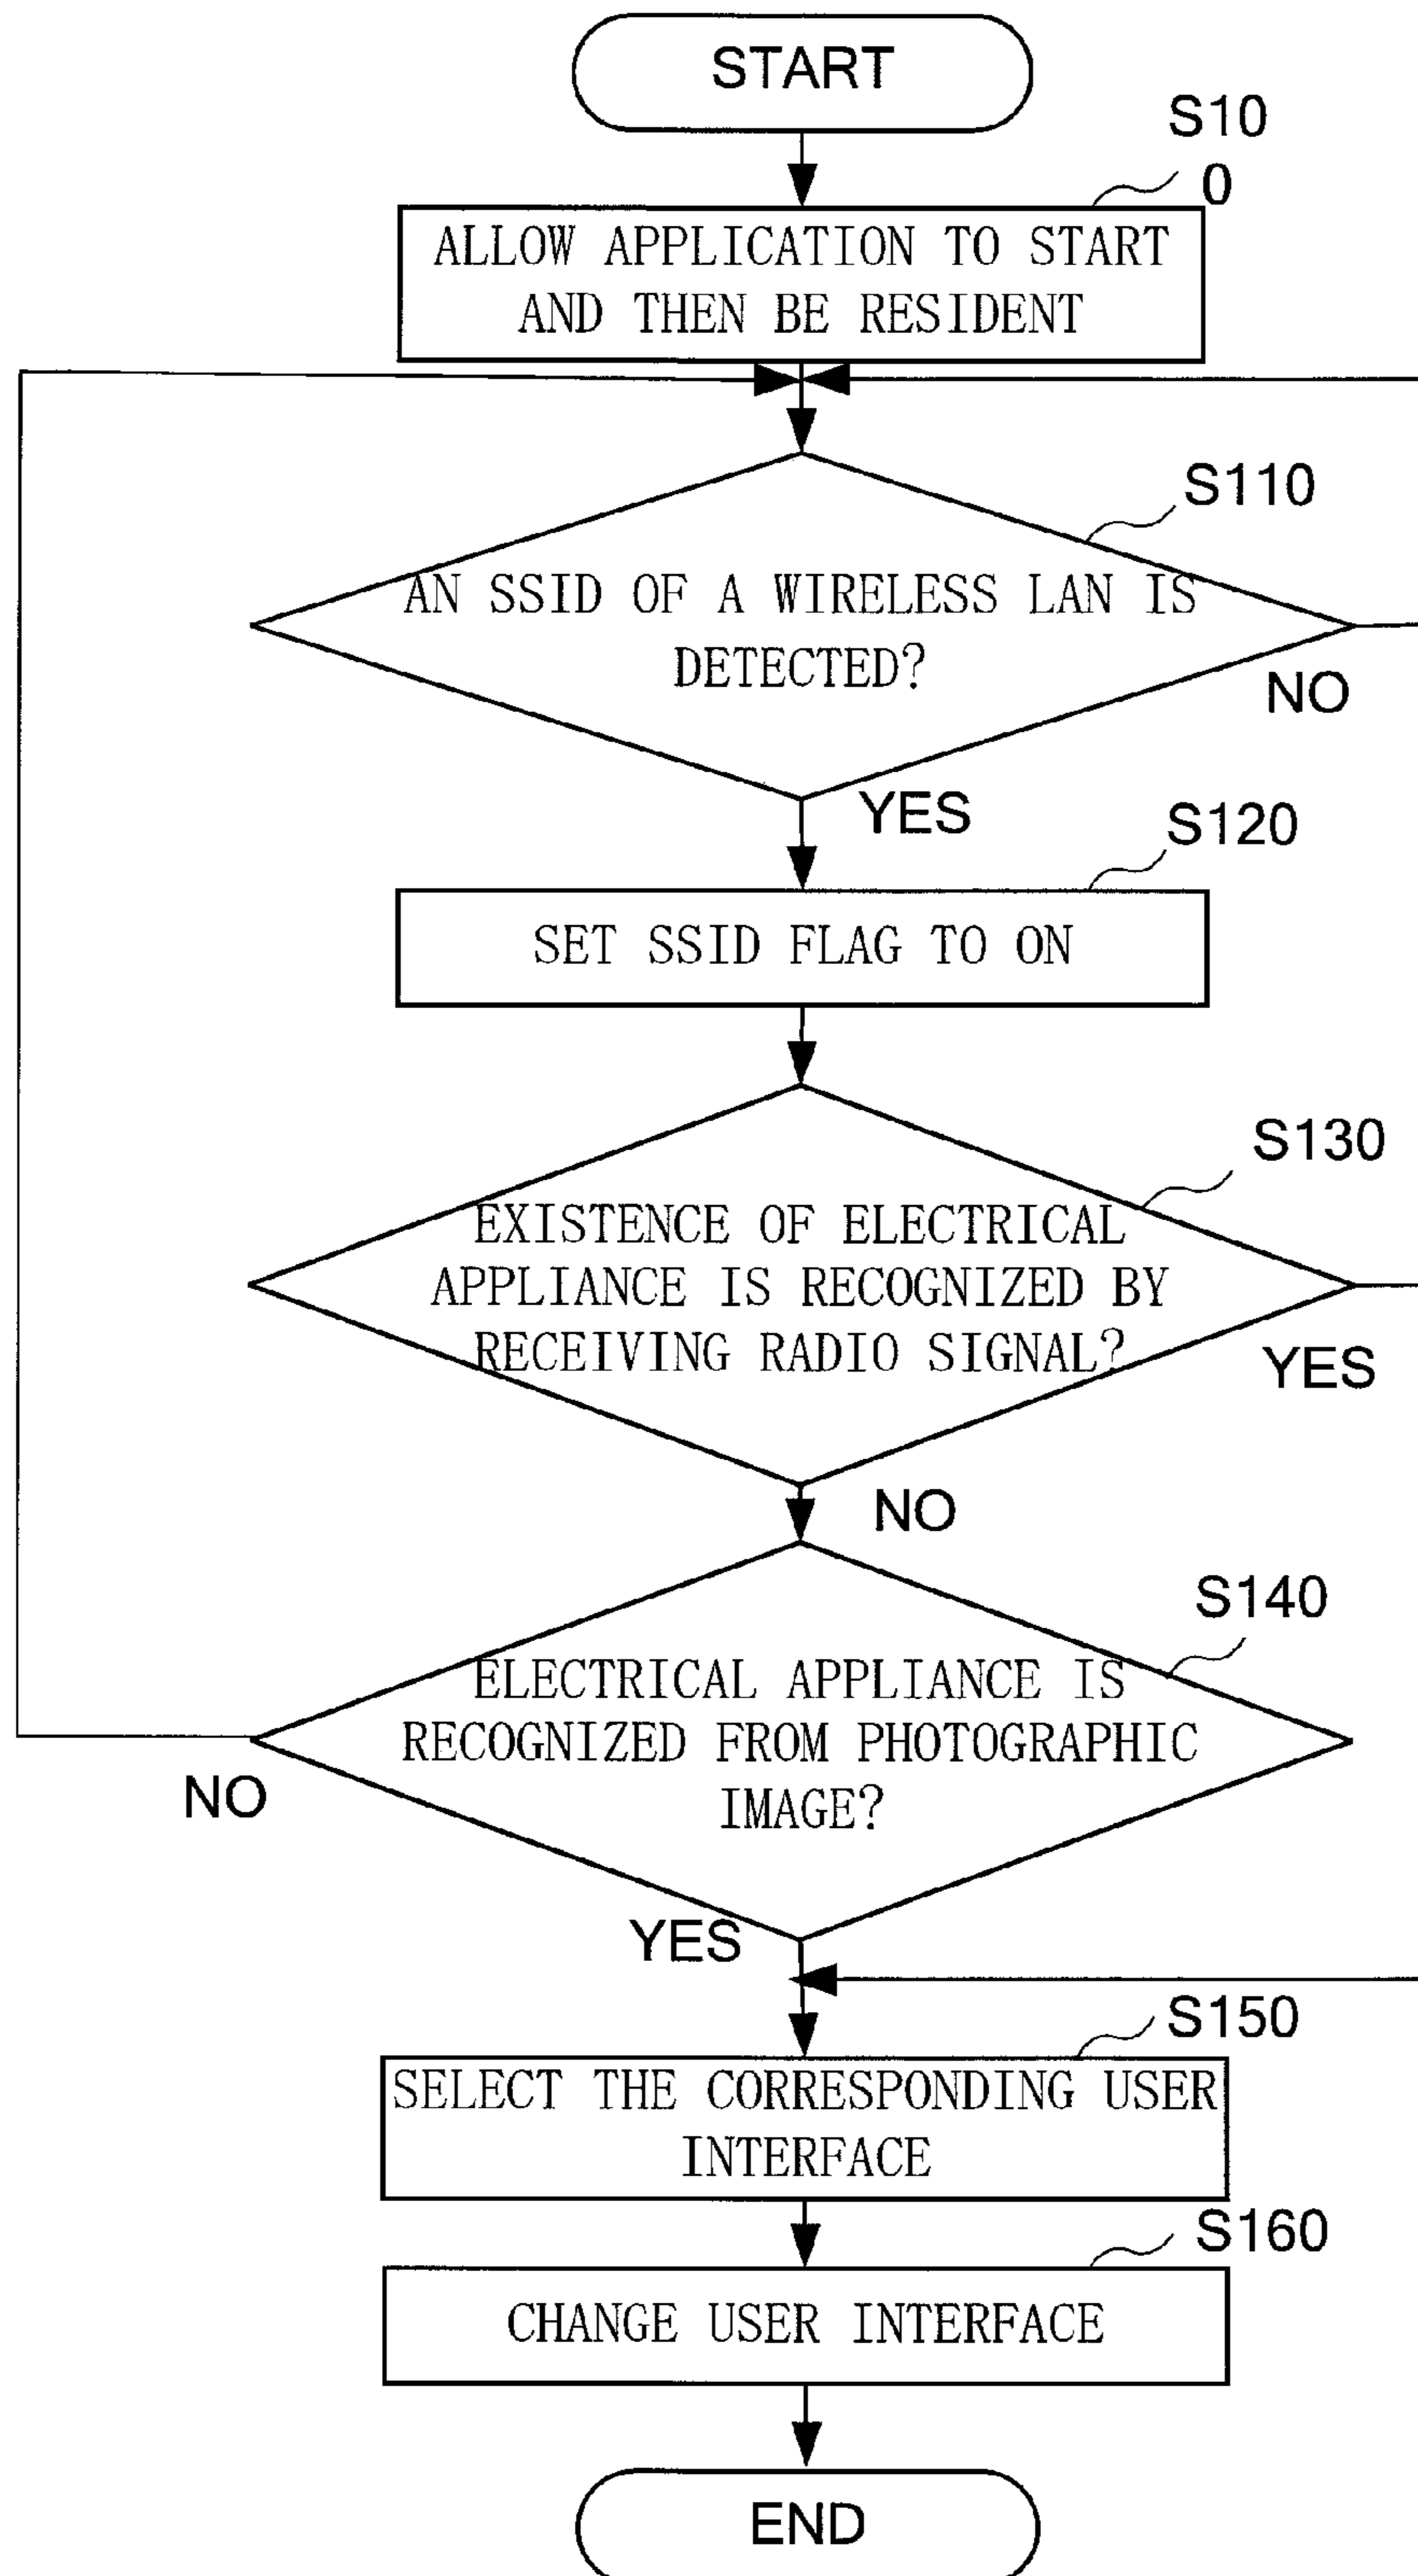 START
S10
0
ALLOW APPLICATION TO START
AND THEN BE RESIDENT
S110
AN SSID OF A WIRELESS LAN IS
DETECTED?
NO
YES
S120
SET SSID FLAG TO ON
S130
EXISTENCE OF ELECTRICAL
APPLIANCE IS RECOGNIZED BY
RECEIVING RADIO SIGNAL?
YES
NO
S140
ELECTRICAL APPLIANCE IS
RECOGNIZED FROM PHOTOGRAPHIC
IMAGE?
NO
YES
S150
SELECT THE CORRESPONDING USER
INTERFACE
S160
CHANGE USER INTERFACE
END